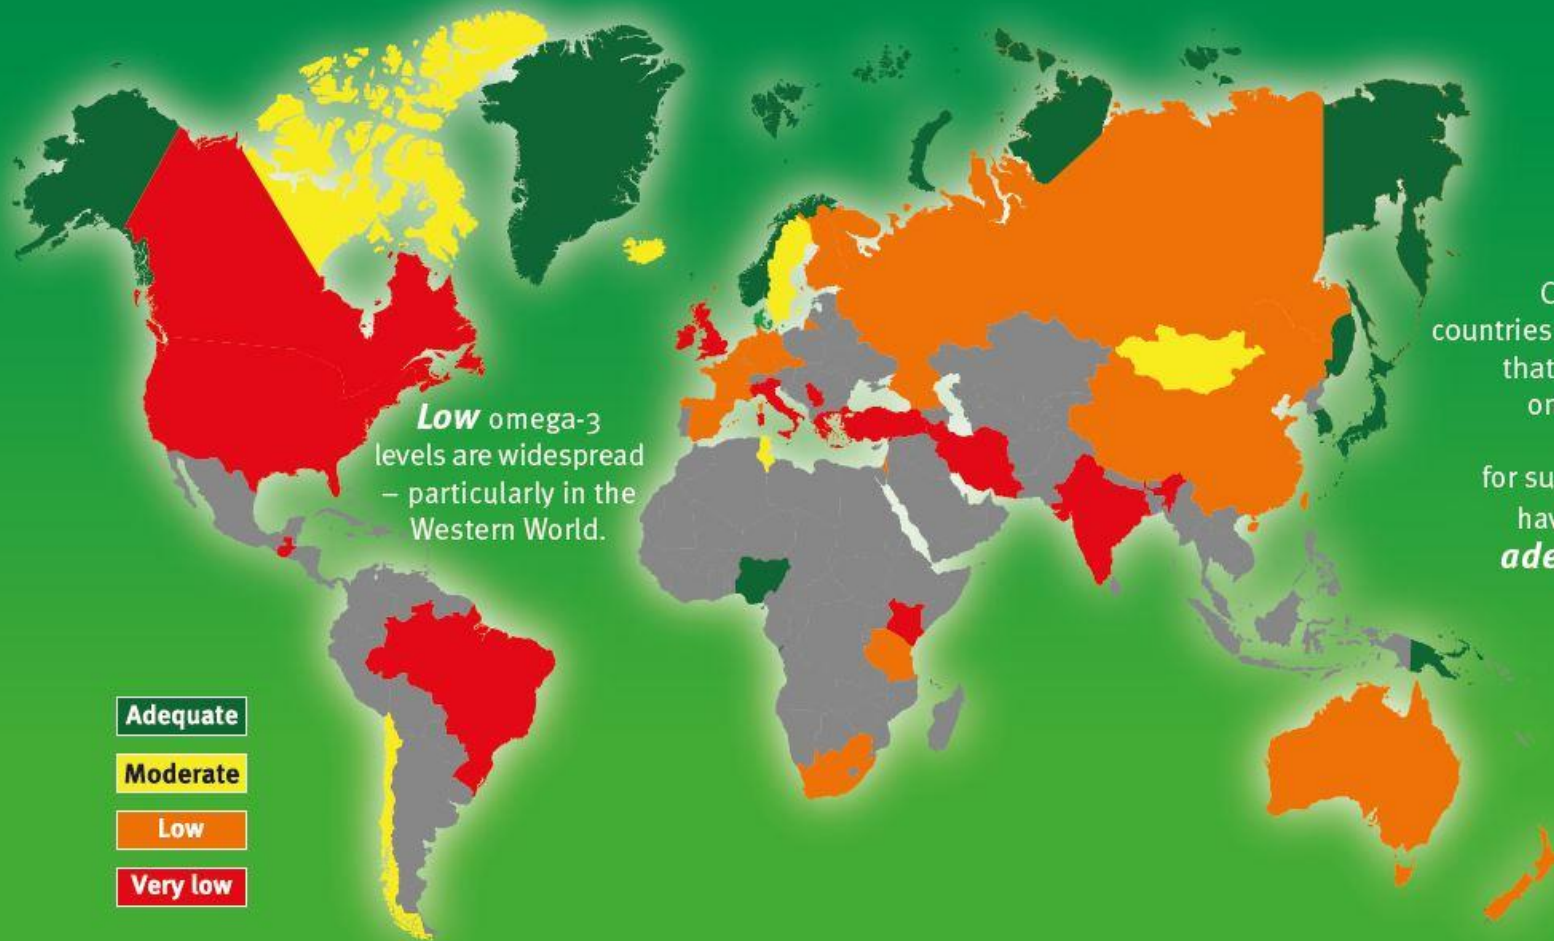 Low omega-3
levels are widespread
– particularly in the
Western World.
Adequate
Moderate
Low
Very low
countries
that
for